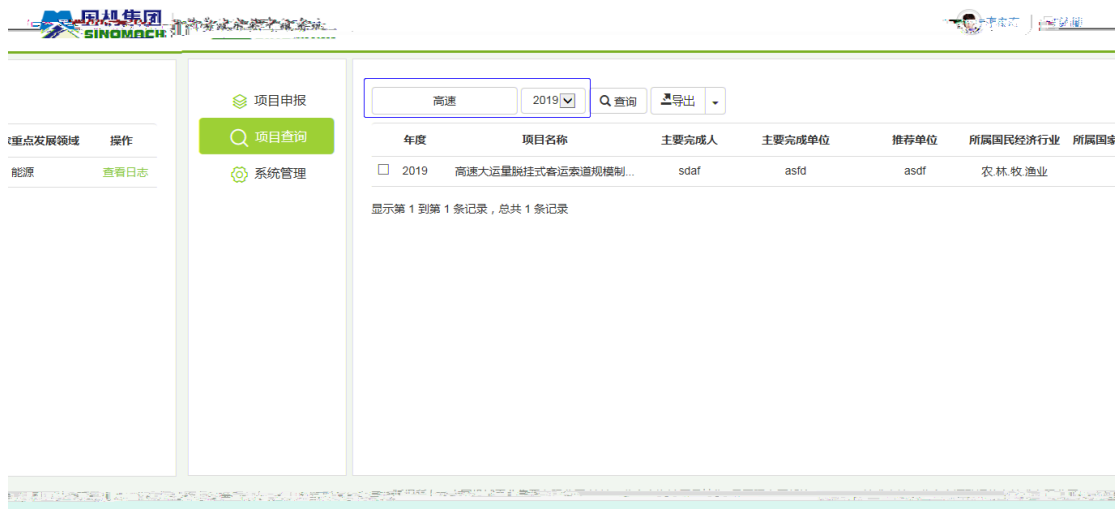 国机集团
SINOMACH
重点发展领域 操作
能源 查看日志
项目申报
项目查询
系统管理
高速 2019 查询 导出
年度 项目名称 主要完成人 主要完成单位 推荐单位 所属国民经济行业 所属国家
2019 高速大运量脱挂式客运索道规模制... sdaf asfd asdf 农.林.牧.渔业
显示第 1 到第 1 条记录，总共 1 条记录